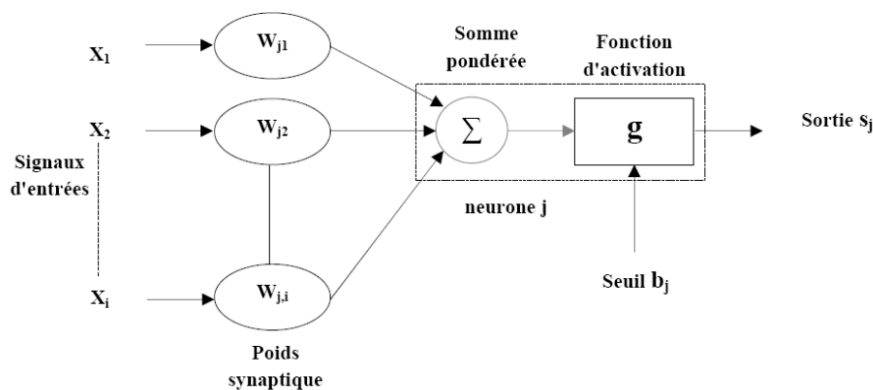 X1
Wj1
Somme
pondérée
Fonction
d'activation
X2
Wj2
Σ
g
Sortie sj
Signaux
d'entrées
neurone j
Xi
Wj,i
Seuil bj
Poids
synaptique